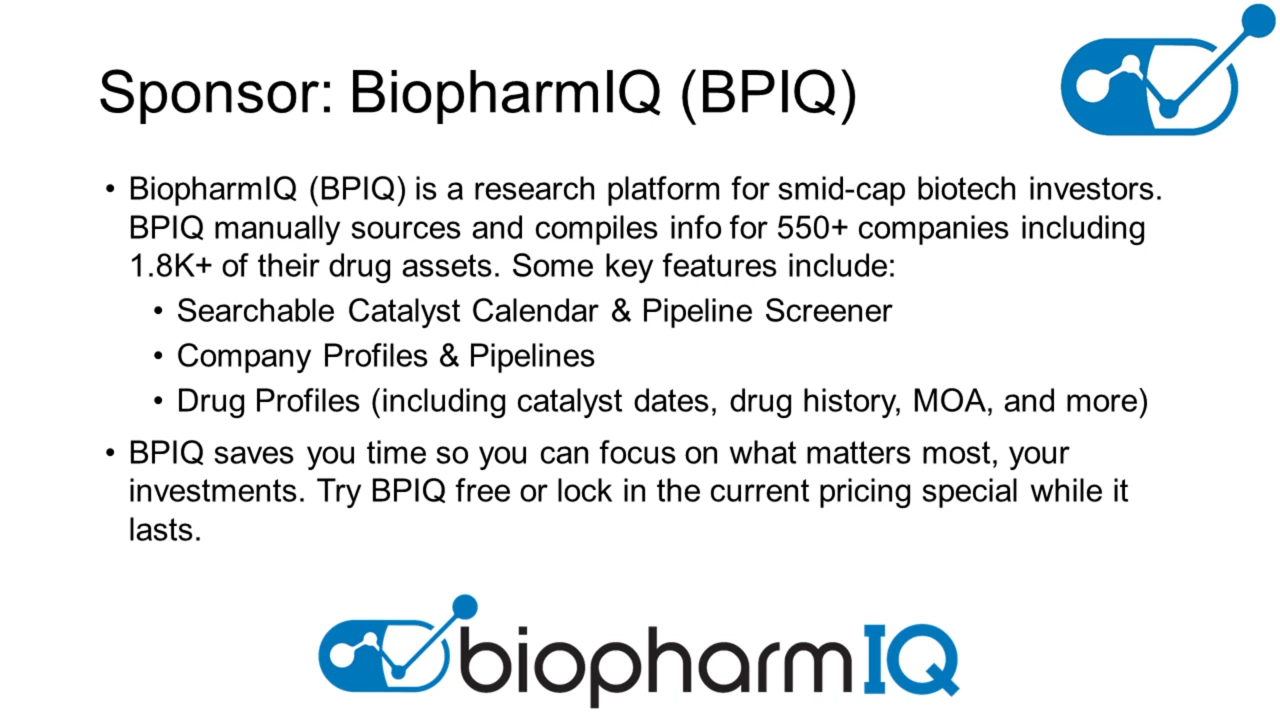 Sponsor: BiopharmIQ (BPIQ)
• BiopharmIQ (BPIQ) is a research platform for smid-cap biotech investors.
BPIQ manually sources and compiles info for 550+ companies including
1.8K+ of their drug assets. Some key features include:
• Searchable Catalyst Calendar & Pipeline Screener
• Company Profiles & Pipelines
• Drug Profiles (including catalyst dates, drug history, MOA, and more)
• BPIQ saves you time so you can focus on what matters most, your
investments. Try BPIQ free or lock in the current pricing special while it
lasts.
biopharmIQ